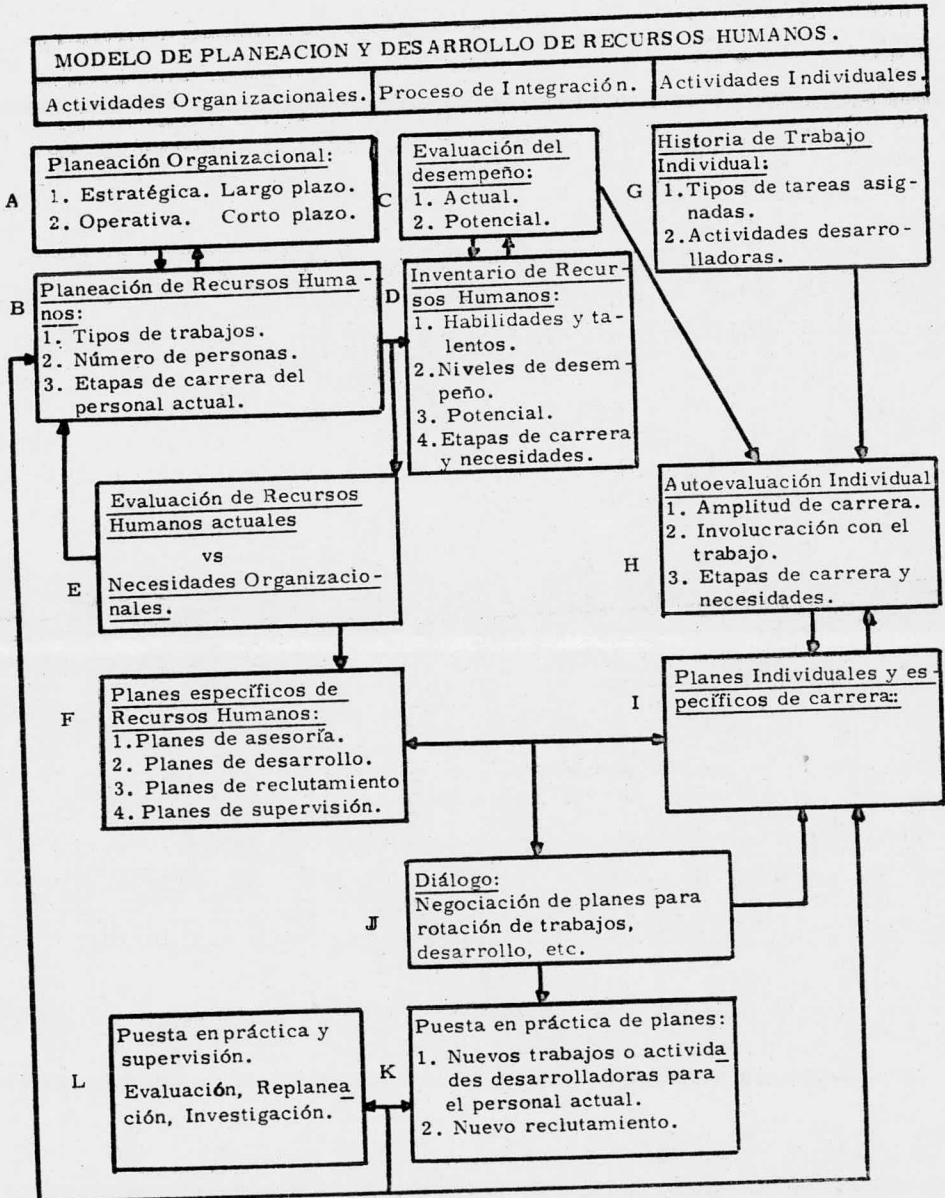 MODELO DE PLANEACION Y DESARROLLO DE RECURSOS HUMANOS.
Actividades Organizacionales.
Proceso de Integración.
Actividades Individuales.
A
Planeación Organizacional:
1. Estratégica. Largo plazo.
2. Operativa. Corto plazo.
C
Evaluación del
desempeño:
1. Actual.
2. Potencial.
G
Historia de Trabajo
Individual:
1.Tipos de tareas asig-
nadas.
2.Actividades desarro-
lladoras.
B
Planeación de Recursos Huma-
nos:
1. Tipos de trabajos.
2. Número de personas.
3. Etapas de carrera del
personal actual.
D
Inventario de Recur-
sos Humanos:
1. Habilidades y ta-
lentos.
2.Niveles de desem-
peño.
3. Potencial.
4. Etapas de carrera
y necesidades.
E
Evaluación de Recursos
Humanos actuales
vs
Necesidades Organizacio-
nales.
H
Autoevaluación Individual
1. Amplitud de carrera.
2. Involucración con el
trabajo.
3. Etapas de carrera y
necesidades.
F
Planes específicos de
Recursos Humanos:
1.Planes de asesoría.
2. Planes de desarrollo.
3. Planes de reclutamiento
4. Planes de supervisión.
I
Planes Individuales y es-
pecíficos de carrera::
J
Diálogo:
Negociación de planes para
rotación de trabajos,
desarrollo, etc.
L
Puesta en práctica y
supervisión.
Evaluación, Replanea
ción, Investigación.
K
Puesta en práctica de planes:
1. Nuevos trabajos o activida
des desarrolladoras para
el personal actual.
2. Nuevo reclutamiento.